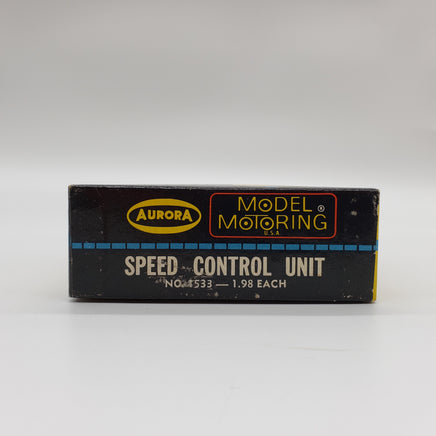 AURORA
MODEL ®
MOTORING
U.S.A.
SPEED CONTROL UNIT
NO. 1533 — 1.98 EACH